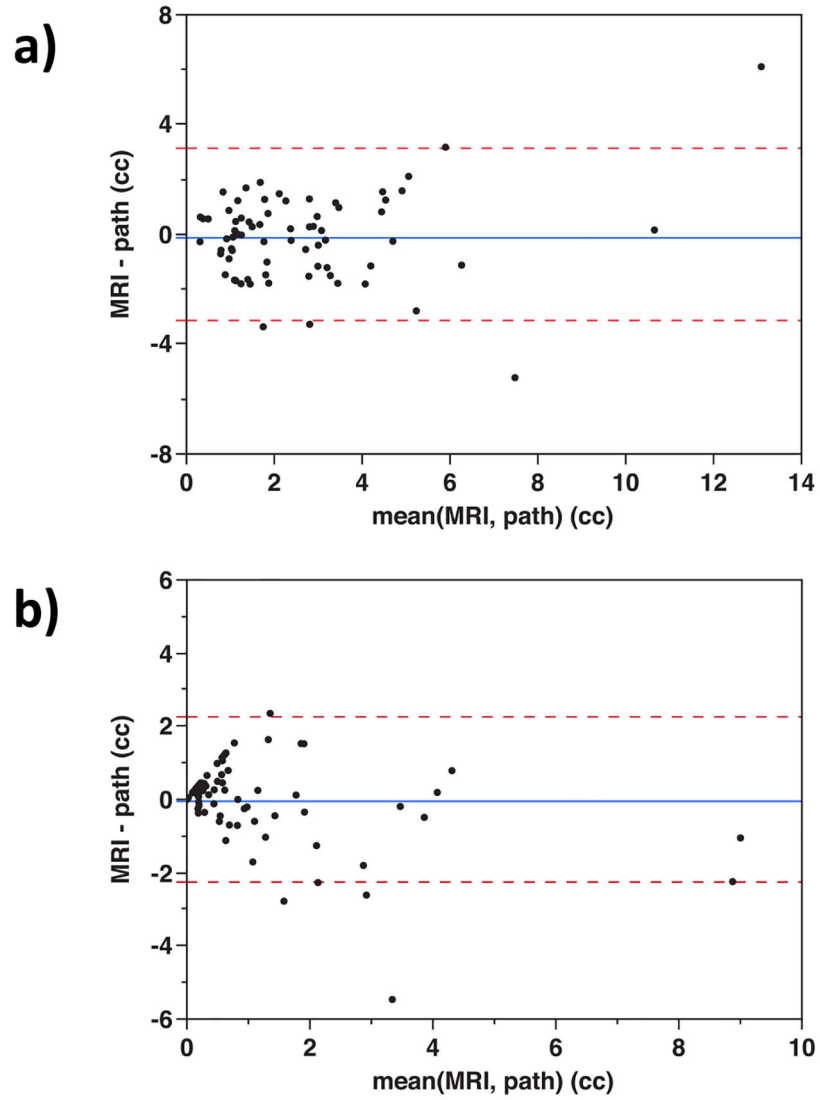 a)
8
4
0
-4
-8
MRI - path (cc)
0 2 4 6 8 10 12 14
mean(MRI, path) (cc)
b)
6
4
2
0
-2
-4
-6
MRI - path (cc)
0 2 4 6 8 10
mean(MRI, path) (cc)